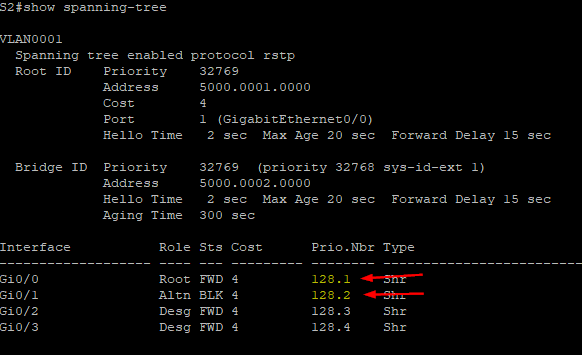 S2#show spanning-tree
VLAN0001
Spanning tree enabled protocol rstp
Root ID Priority 32769
Address 5000.0001.0000
Cost 4
Port 1 (GigabitEthernet0/0)
Hello Time 2 sec Max Age 20 sec Forward Delay 15 sec
Bridge ID Priority 32769 (priority 32768 sys-id-ext 1)
Address 5000.0002.0000
Hello Time 2 sec Max Age 20 sec Forward Delay 15 sec
Aging Time 300 sec
Interface Role Sts Cost Prio.Nbr Type
------------------- ---- --- --------- -------- --------------------------------
Gi0/0 Root FWD 4 128.1 Shr
Gi0/1 Altn BLK 4 128.2 Shr
Gi0/2 Desg FWD 4 128.3 Shr
Gi0/3 Desg FWD 4 128.4 Shr